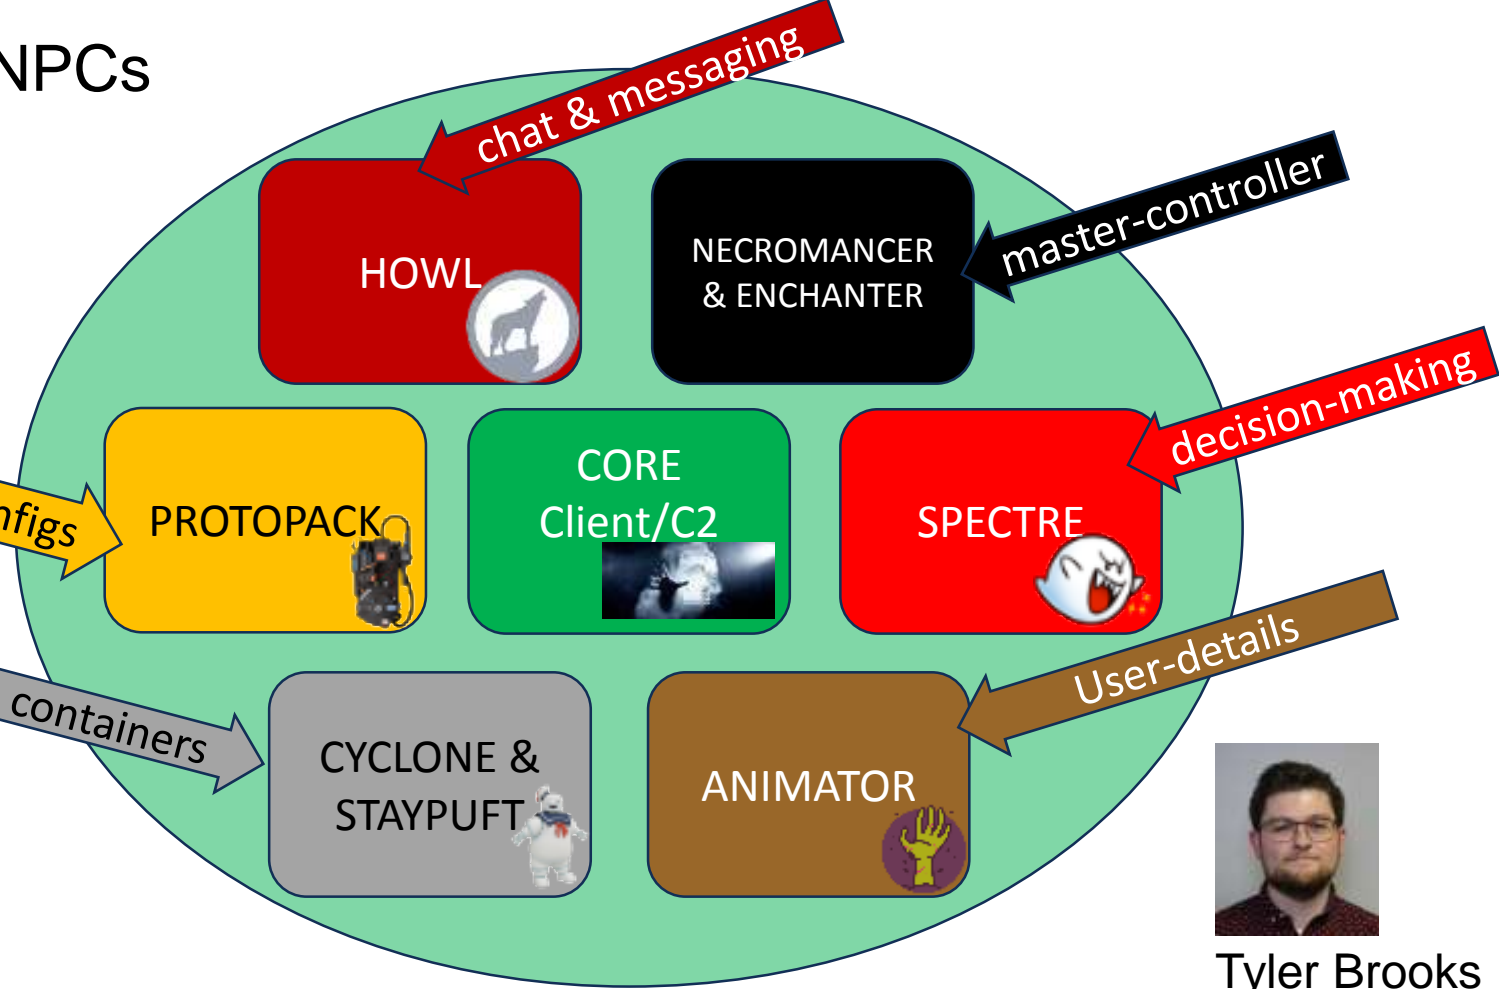 NPCs
chat & messaging
master-controller
HOWL
NECROMANCER
& ENCHANTER
decision-making
nfigs
PROTOPACK
CORE
Client/C2
SPECTRE
containers
User-details
CYCLONE &
STAYPUFT
ANIMATOR
Tyler Brooks